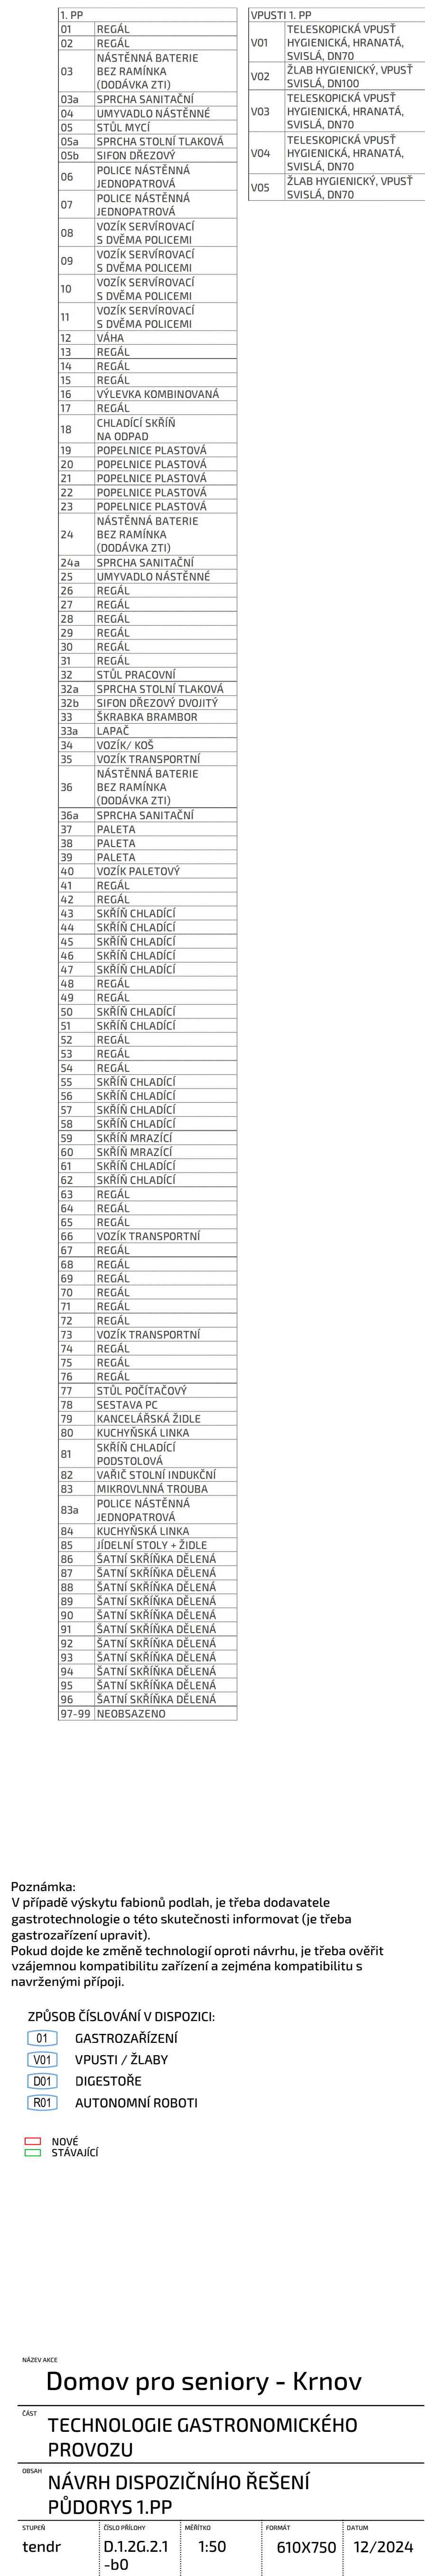 1. PP
01 REGÁL
02 REGÁL
03 NÁSTĚNNÁ BATERIE
BEZ RAMÍNKA
(DODÁVKA ZTI)
03a SPRCHA SANITAČNÍ
04 UMYVADLO NÁSTĚNNÉ
05 STŮL MYCÍ
05a SPRCHA STOLNÍ TLAKOVÁ
05b SIFON DŘEZOVÝ
06 POLICE NÁSTĚNNÁ
JEDNOPATROVÁ
07 POLICE NÁSTĚNNÁ
JEDNOPATROVÁ
08 VOZÍK SERVÍROVACÍ
S DVĚMA POLICEMI
09 VOZÍK SERVÍROVACÍ
S DVĚMA POLICEMI
10 VOZÍK SERVÍROVACÍ
S DVĚMA POLICEMI
11 VOZÍK SERVÍROVACÍ
S DVĚMA POLICEMI
12 VÁHA
13 REGÁL
14 REGÁL
15 REGÁL
16 VÝLEVKA KOMBINOVANÁ
17 REGÁL
18 CHLADÍCÍ SKŘÍŇ
NA ODPAD
19 POPELNICE PLASTOVÁ
20 POPELNICE PLASTOVÁ
21 POPELNICE PLASTOVÁ
22 POPELNICE PLASTOVÁ
23 POPELNICE PLASTOVÁ
24 NÁSTĚNNÁ BATERIE
BEZ RAMÍNKA
(DODÁVKA ZTI)
24a SPRCHA SANITAČNÍ
25 UMYVADLO NÁSTĚNNÉ
26 REGÁL
27 REGÁL
28 REGÁL
29 REGÁL
30 REGÁL
31 REGÁL
32 STŮL PRACOVNÍ
32a SPRCHA STOLNÍ TLAKOVÁ
32b SIFON DŘEZOVÝ DVOJITÝ
33 ŠKRABKA BRAMBOR
33a LAPAČ
34 VOZÍK/ KOŠ
35 VOZÍK TRANSPORTNÍ
36 NÁSTĚNNÁ BATERIE
BEZ RAMÍNKA
(DODÁVKA ZTI)
36a SPRCHA SANITAČNÍ
37 PALETA
38 PALETA
39 PALETA
40 VOZÍK PALETOVÝ
41 REGÁL
42 REGÁL
43 SKŘÍŇ CHLADÍCÍ
44 SKŘÍŇ CHLADÍCÍ
45 SKŘÍŇ CHLADÍCÍ
46 SKŘÍŇ CHLADÍCÍ
47 SKŘÍŇ CHLADÍCÍ
48 REGÁL
49 REGÁL
50 SKŘÍŇ CHLADÍCÍ
51 SKŘÍŇ CHLADÍCÍ
52 REGÁL
53 REGÁL
54 REGÁL
55 SKŘÍŇ CHLADÍCÍ
56 SKŘÍŇ CHLADÍCÍ
57 SKŘÍŇ CHLADÍCÍ
58 SKŘÍŇ CHLADÍCÍ
59 SKŘÍŇ MRAZÍCÍ
60 SKŘÍŇ MRAZÍCÍ
61 SKŘÍŇ CHLADÍCÍ
62 SKŘÍŇ CHLADÍCÍ
63 REGÁL
64 REGÁL
65 REGÁL
66 VOZÍK TRANSPORTNÍ
67 REGÁL
68 REGÁL
69 REGÁL
70 REGÁL
71 REGÁL
72 REGÁL
73 VOZÍK TRANSPORTNÍ
74 REGÁL
75 REGÁL
76 REGÁL
77 STŮL POČÍTAČOVÝ
78 SESTAVA PC
79 KANCELÁŘSKÁ ŽIDLE
80 KUCHYŇSKÁ LINKA
81 SKŘÍŇ CHLADÍCÍ
PODSTOLOVÁ
82 VAŘIČ STOLNÍ INDUKČNÍ
83 MIKROVLNNÁ TROUBA
83a POLICE NÁSTĚNNÁ
JEDNOPATROVÁ
84 KUCHYŇSKÁ LINKA
85 JÍDELNÍ STOLY + ŽIDLE
86 ŠATNÍ SKŘÍŇKA DĚLENÁ
87 ŠATNÍ SKŘÍŇKA DĚLENÁ
88 ŠATNÍ SKŘÍŇKA DĚLENÁ
89 ŠATNÍ SKŘÍŇKA DĚLENÁ
90 ŠATNÍ SKŘÍŇKA DĚLENÁ
91 ŠATNÍ SKŘÍŇKA DĚLENÁ
92 ŠATNÍ SKŘÍŇKA DĚLENÁ
93 ŠATNÍ SKŘÍŇKA DĚLENÁ
94 ŠATNÍ SKŘÍŇKA DĚLENÁ
95 ŠATNÍ SKŘÍŇKA DĚLENÁ
96 ŠATNÍ SKŘÍŇKA DĚLENÁ
97-99 NEOBSAZENO
VPUSTI 1. PP
V01 TELESKOPICKÁ VPUSŤ
HYGIENICKÁ, HRANATÁ,
SVISLÁ, DN70
V02 ŽLAB HYGIENICKÝ, VPUSŤ
SVISLÁ, DN100
V03 TELESKOPICKÁ VPUSŤ
HYGIENICKÁ, HRANATÁ,
SVISLÁ, DN70
V04 TELESKOPICKÁ VPUSŤ
HYGIENICKÁ, HRANATÁ,
SVISLÁ, DN70
V05 ŽLAB HYGIENICKÝ, VPUSŤ
SVISLÁ, DN70
Poznámka:
V případě výskytu fabionů podlah, je třeba dodavatele
gastrotechnologie o této skutečnosti informovat (je třeba
gastrozařízení upravit).
Pokud dojde ke změně technologií oproti návrhu, je třeba ověřit
vzájemnou kompatibilitu zařízení a zejména kompatibilitu s
navrženými přípoji.
ZPŮSOB ČÍSLOVÁNÍ V DISPOZICI:
01 GASTROZAŘÍZENÍ
V01 VPUSTI / ŽLABY
D01 DIGESTOŘE
R01 AUTONOMNÍ ROBOTI
NOVÉ
STÁVAJÍCÍ
NÁZEV AKCE
Domov pro seniory - Krnov
ČÁST
TECHNOLOGIE GASTRONOMICKÉHO
PROVOZU
OBSAH
NÁVRH DISPOZIČNÍHO ŘEŠENÍ
PŮDORYS 1.PP
STUPEŇ ČÍSLO PŘÍLOHY MĚŘÍTKO FORMÁT DATUM
tendr D.1.2G.2.1 1:50 610X750 12/2024
-b0